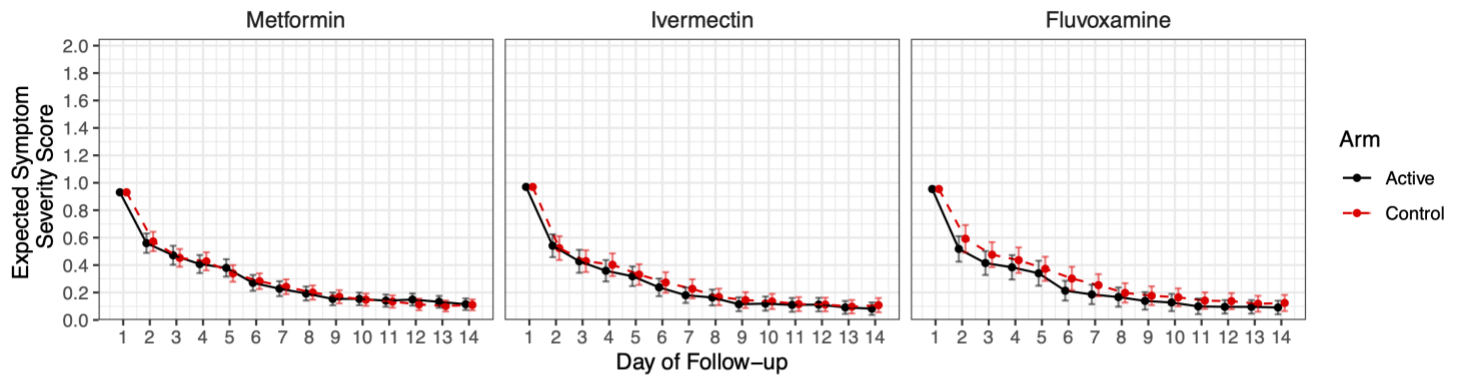 Metformin Ivermectin Fluvoxamine
2.0
1.8
1.6
1.4
1.2
1.0
0.8
0.6
0.4
0.2
0.0
Expected Symptom
Severity Score
1 2 3 4 5 6 7 8 9 10 11 12 13 14 1 2 3 4 5 6 7 8 9 10 11 12 13 14 1 2 3 4 5 6 7 8 9 10 11 12 13 14
Day of Follow-up
Arm
Active
Control